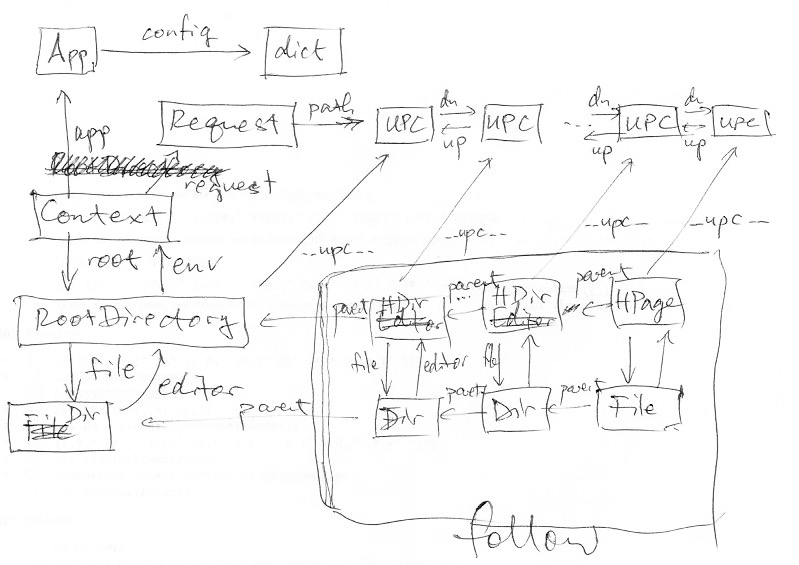 App
config
dict
app
Request
path
UPC
dn
up
UPC
...
dn
up
UPC
dn
up
UPC
request
Context
root
env
--upc--
--upc--
--upc--
--upc--
RootDirectory
parent
HDir
Editor
parent
...
HDir
Editor
parent
HPage
file
editor
file
editor
file
File Dir
parent
Dir
parent
Dir
parent
File
follow